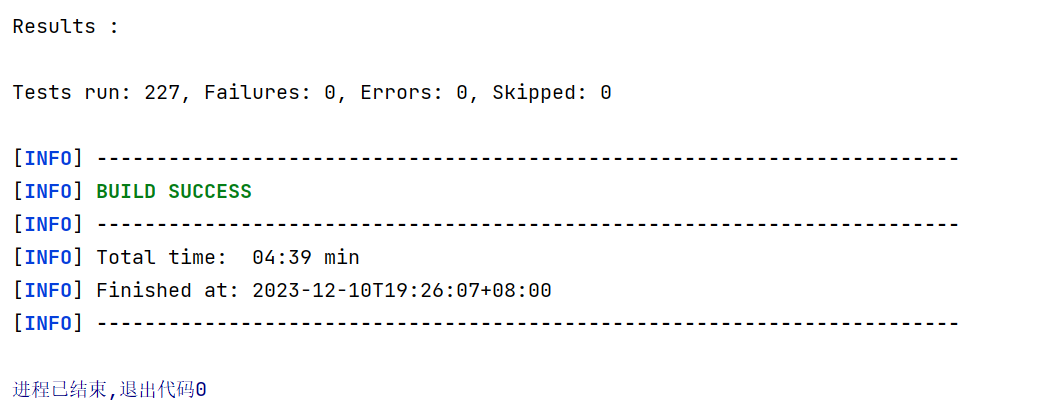 Results :
Tests run: 227, Failures: 0, Errors: 0, Skipped: 0
[INFO] ------------------------------------------------------------------------
[INFO] BUILD SUCCESS
[INFO] ------------------------------------------------------------------------
[INFO] Total time:  04:39 min
[INFO] Finished at: 2023-12-10T19:26:07+08:00
[INFO] ------------------------------------------------------------------------
进程已结束,退出代码0